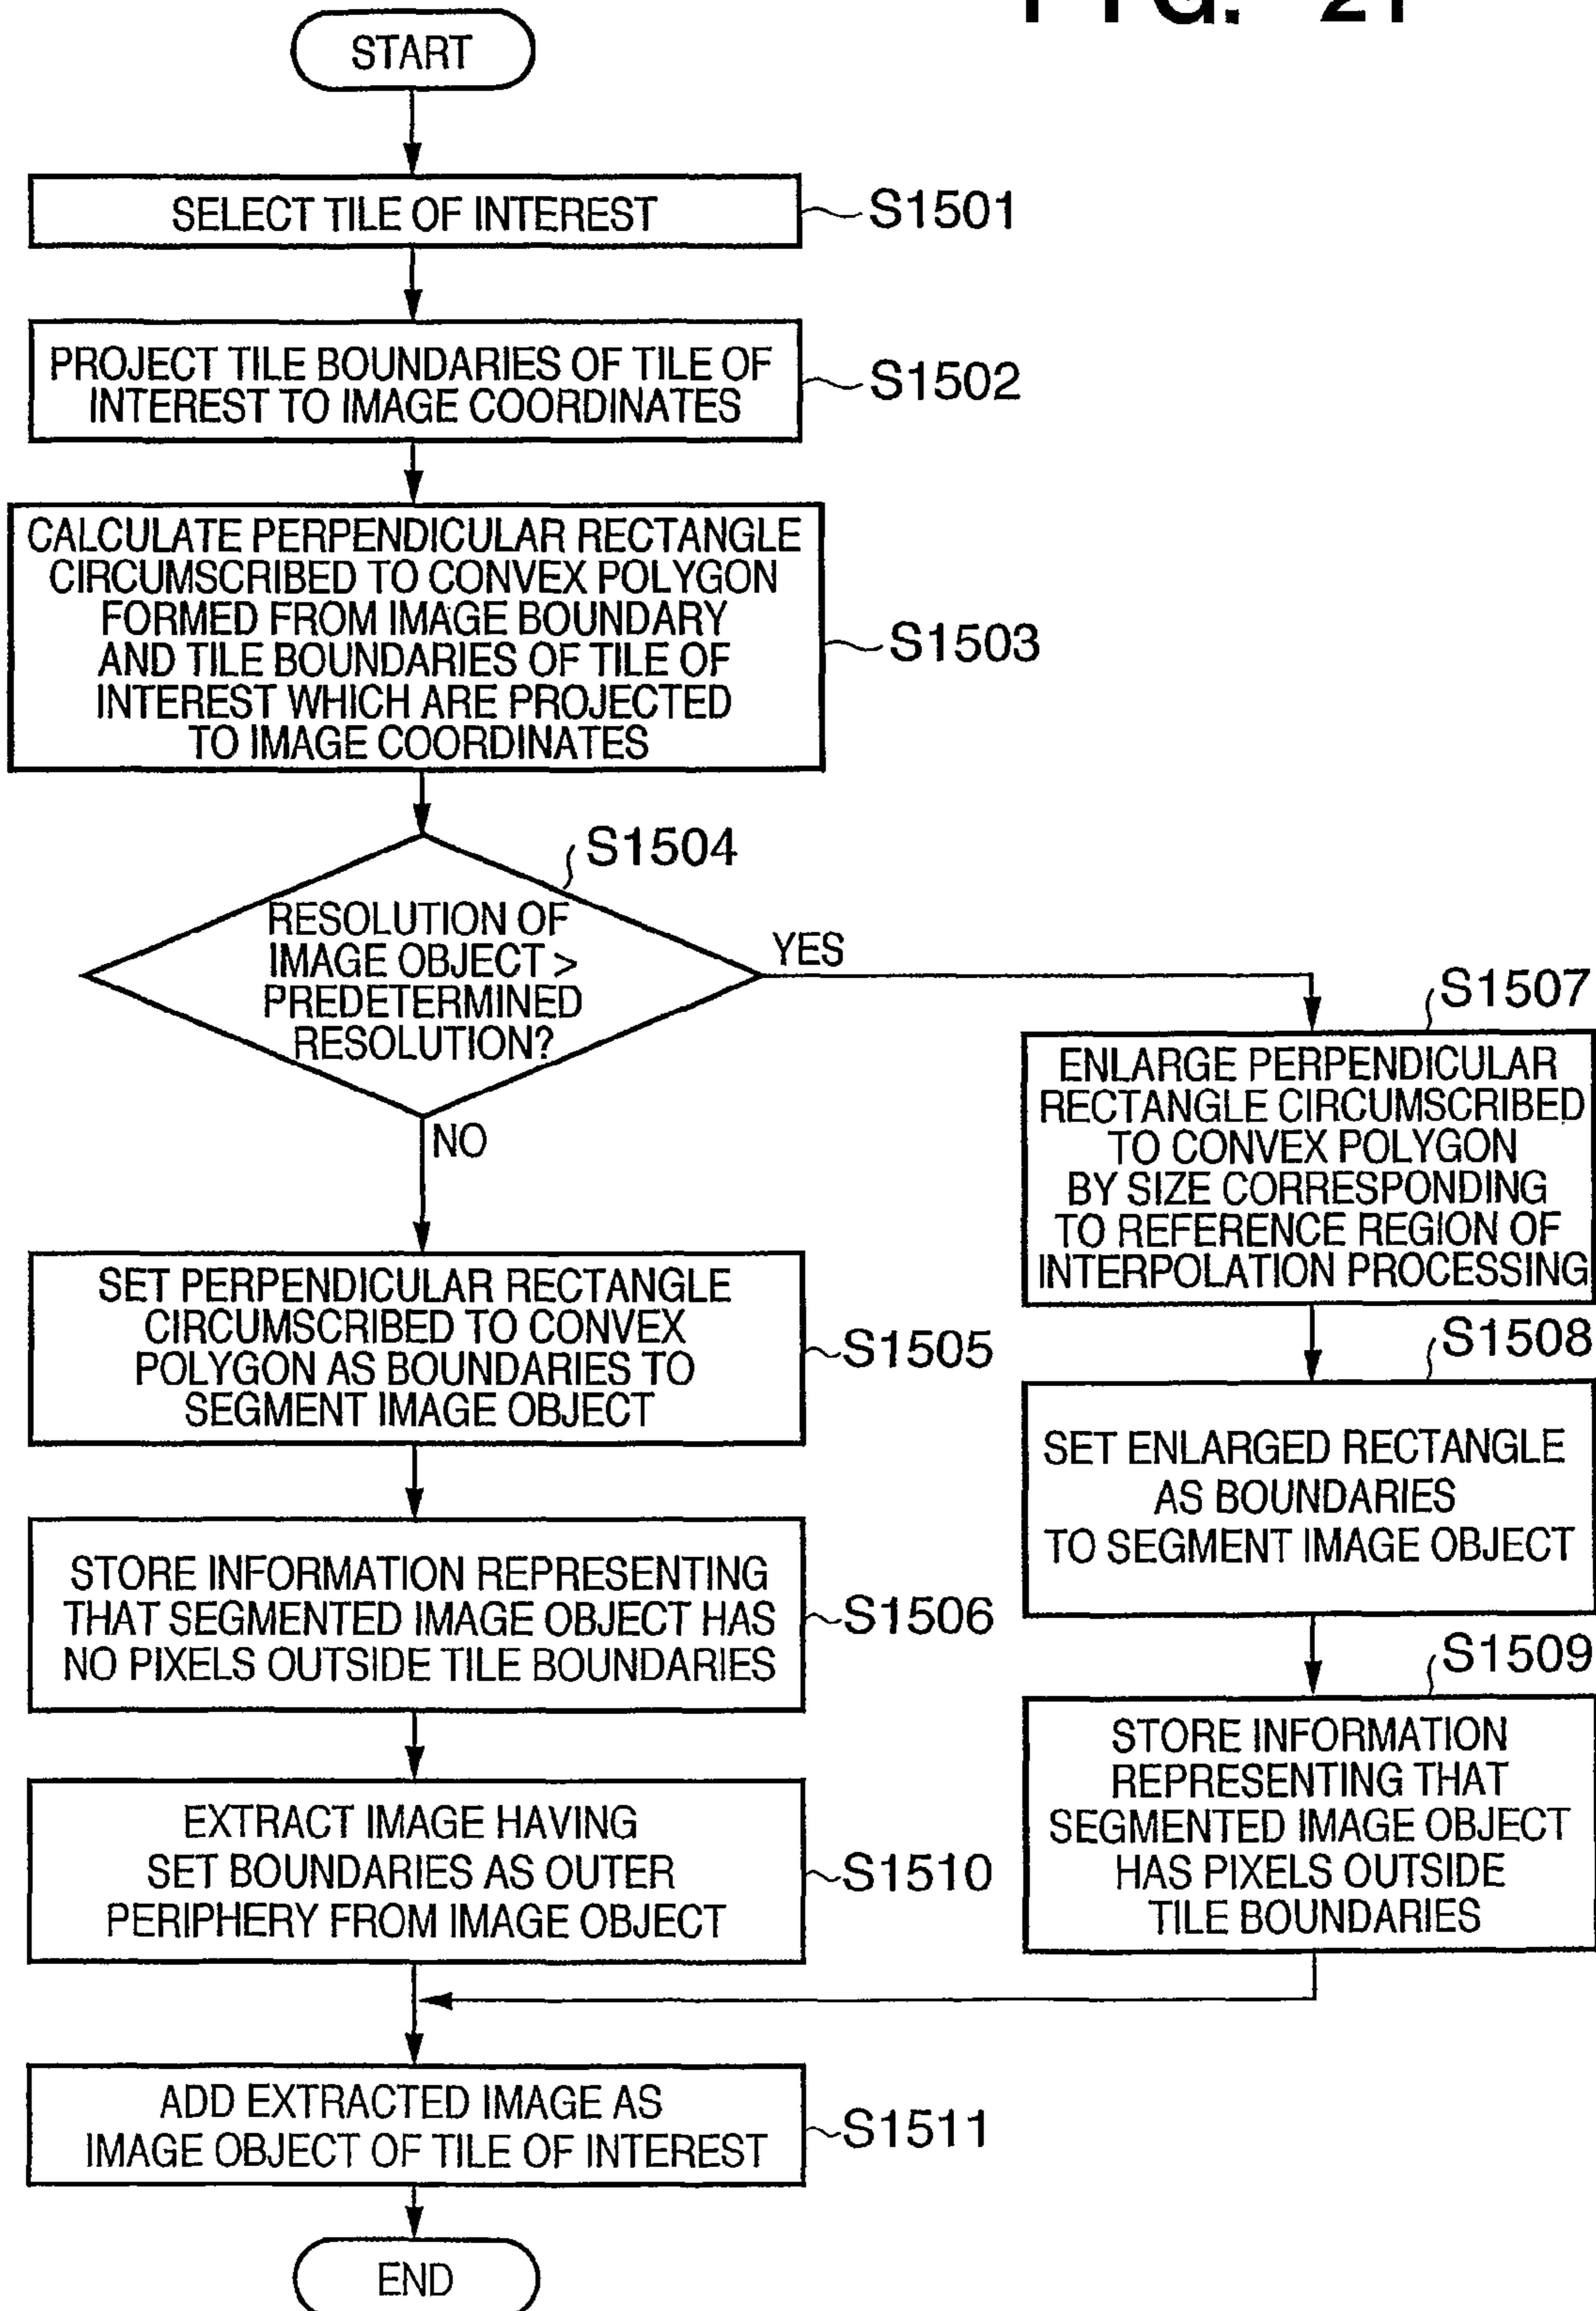 FIG. 21
START
SELECT TILE OF INTEREST
S1501
PROJECT TILE BOUNDARIES OF TILE OF
INTEREST TO IMAGE COORDINATES
S1502
CALCULATE PERPENDICULAR RECTANGLE
CIRCUMSCRIBED TO CONVEX POLYGON
FORMED FROM IMAGE BOUNDARY
AND TILE BOUNDARIES OF TILE OF
INTEREST WHICH ARE PROJECTED
TO IMAGE COORDINATES
S1503
S1504
RESOLUTION OF
IMAGE OBJECT >
PREDETERMINED
RESOLUTION?
YES
NO
SET PERPENDICULAR RECTANGLE
CIRCUMSCRIBED TO CONVEX
POLYGON AS BOUNDARIES TO
SEGMENT IMAGE OBJECT
S1505
STORE INFORMATION REPRESENTING
THAT SEGMENTED IMAGE OBJECT HAS
NO PIXELS OUTSIDE TILE BOUNDARIES
S1506
EXTRACT IMAGE HAVING
SET BOUNDARIES AS OUTER
PERIPHERY FROM IMAGE OBJECT
S1510
S1507
ENLARGE PERPENDICULAR
RECTANGLE CIRCUMSCRIBED
TO CONVEX POLYGON
BY SIZE CORRESPONDING
TO REFERENCE REGION OF
INTERPOLATION PROCESSING
S1508
SET ENLARGED RECTANGLE
AS BOUNDARIES
TO SEGMENT IMAGE OBJECT
S1509
STORE INFORMATION
REPRESENTING THAT
SEGMENTED IMAGE OBJECT
HAS PIXELS OUTSIDE
TILE BOUNDARIES
ADD EXTRACTED IMAGE AS
IMAGE OBJECT OF TILE OF INTEREST
S1511
END